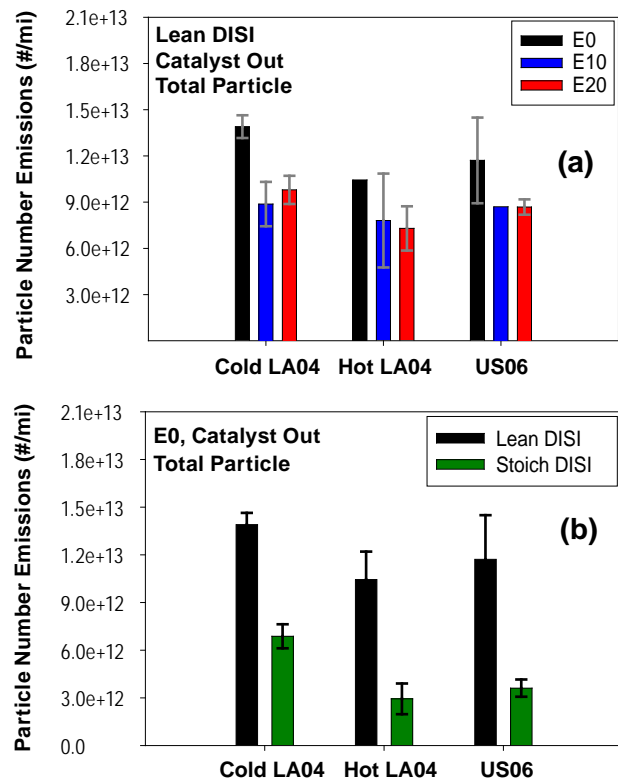 2.1e+13
1.8e+13
1.5e+13
1.2e+13
9.0e+12
6.0e+12
3.0e+12
Particle Number Emissions (#/mi)
Lean DISI
Catalyst Out
Total Particle
E0
E10
E20
(a)
Cold LA04 Hot LA04 US06
2.1e+13
1.8e+13
1.5e+13
1.2e+13
9.0e+12
6.0e+12
3.0e+12
0.0
Particle Number Emissions (#/mi)
E0, Catalyst Out
Total Particle
Lean DISI
Stoich DISI
(b)
Cold LA04 Hot LA04 US06